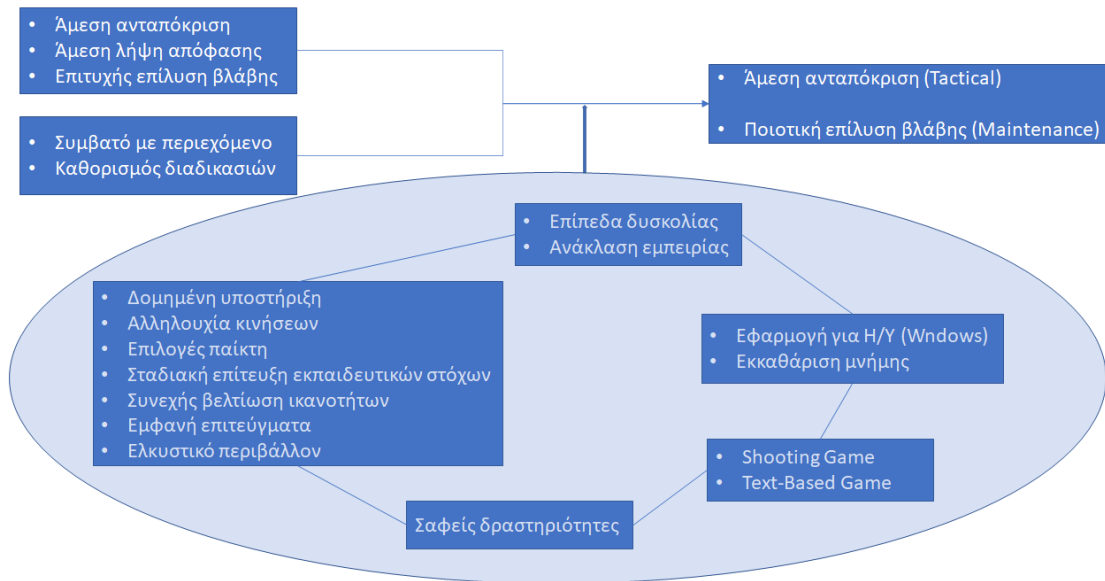 • Άμεση ανταπόκριση
• Άμεση λήψη απόφασης
• Επιτυχής επίλυση βλάβης
• Άμεση ανταπόκριση (Tactical)
• Ποιοτική επίλυση βλάβης (Maintenance)
• Συμβατό με περιεχόμενο
• Καθορισμός διαδικασιών
• Επίπεδα δυσκολίας
• Ανάκλαση εμπειρίας
• Δομημένη υποστήριξη
• Αλληλουχία κινήσεων
• Επιλογές παίκτη
• Σταδιακή επίτευξη εκπαιδευτικών στόχων
• Συνεχής βελτίωση ικανοτήτων
• Εμφανή επιτεύγματα
• Ελκυστικό περιβάλλον
• Εφαρμογή για Η/Υ (Wndows)
• Εκκαθάριση μνήμης
• Shooting Game
• Text-Based Game
Σαφείς δραστηριότητες